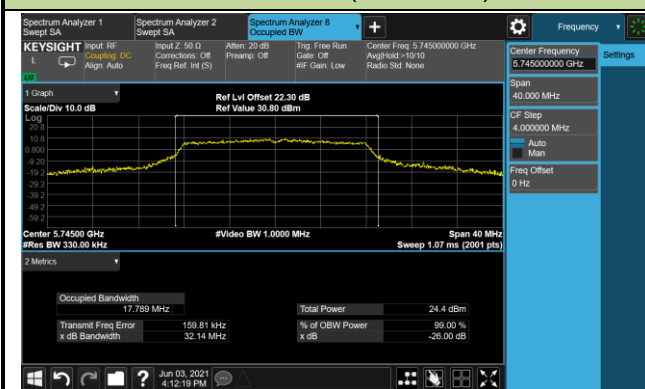 Spectrum Analyzer 1
Swept SA
Spectrum Analyzer 2
Swept SA
Spectrum Analyzer 8
Occupied BW
Frequency
KEYSIGHT
L
Input: RF
Coupling: DC
Align: Auto
Input Z: 50 Ω
Corrections: Off
Freq Ref: Int (S)
Atten: 20 dB
Preamp: Off
Trig: Free Run
Gate: Off
#IF Gain: Low
Center Freq: 5.745000000 GHz
Avg|Hold:>10/10
Radio Std: None
Center Frequency
5.745000000 GHz
Settings
Span
40.000 MHz
CF Step
4.000000 MHz
Auto
Man
Freq Offset
0 Hz
1 Graph
Scale/Div 10.0 dB
Ref Lvl Offset 22.30 dB
Ref Value 30.80 dBm
Log
20.8
10.8
0.800
-9.20
-19.2
-29.2
-39.2
-49.2
-59.2
Center 5.74500 GHz
#Res BW 330.00 kHz
#Video BW 1.0000 MHz
Span 40 MHz
Sweep 1.07 ms (2001 pts)
2 Metrics
Occupied Bandwidth
17.789 MHz
Total Power 24.4 dBm
Transmit Freq Error 159.81 kHz
% of OBW Power 99.00 %
x dB Bandwidth 32.14 MHz
x dB -26.00 dB
?
Jun 03, 2021
4:12:19 PM